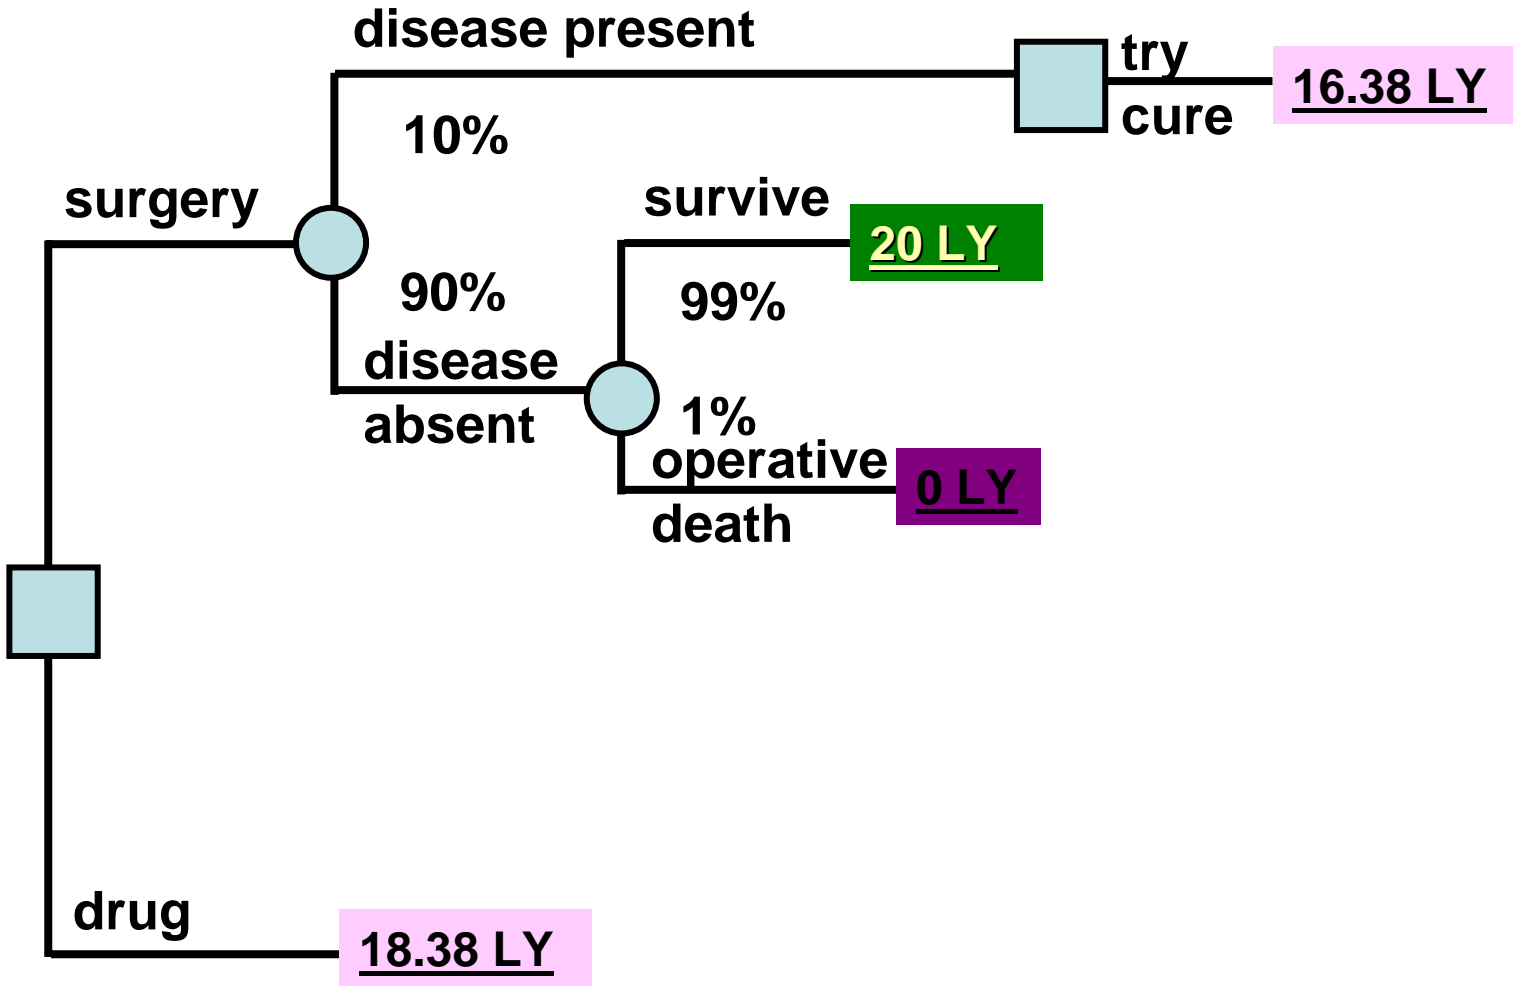 disease present
try
16.38 LY
cure
10%
surgery
survive
20 LY
90%
99%
disease
absent
1%
operative
0 LY
death
drug
18.38 LY